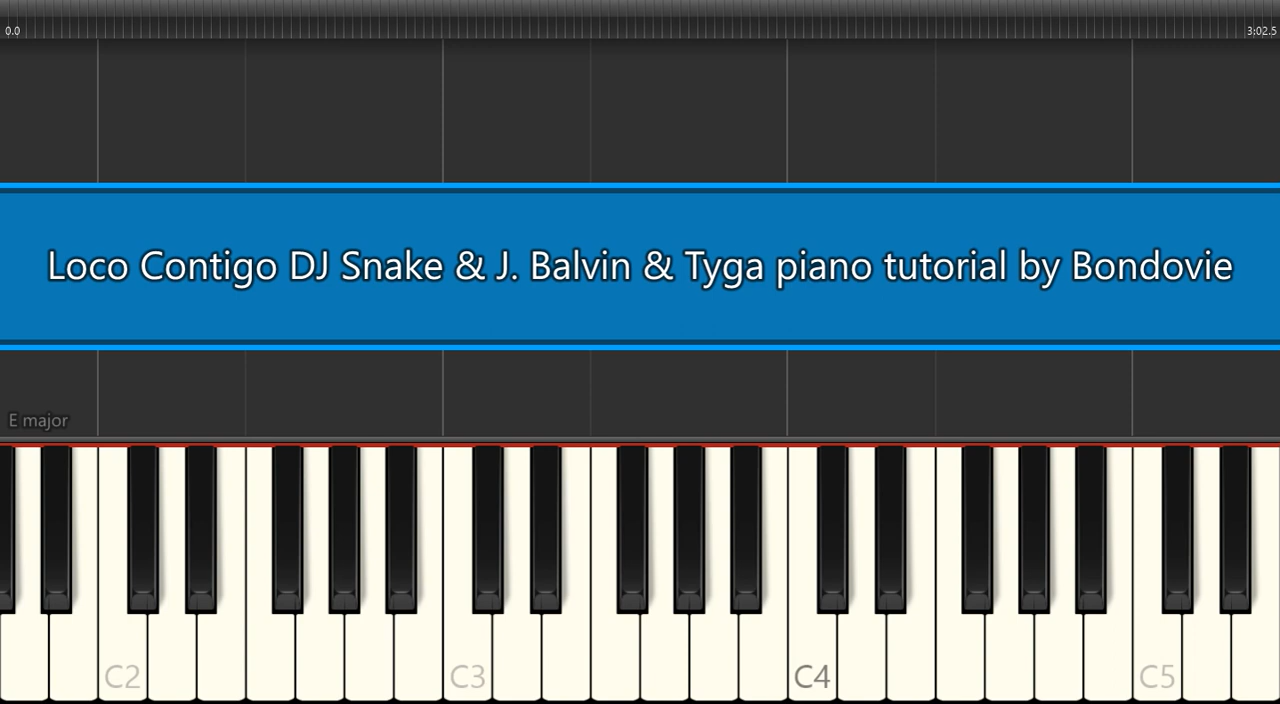 0.0
3:02.5
Loco Contigo DJ Snake & J. Balvin & Tyga piano tutorial by Bondovie
E major
C2
C3
C4
C5